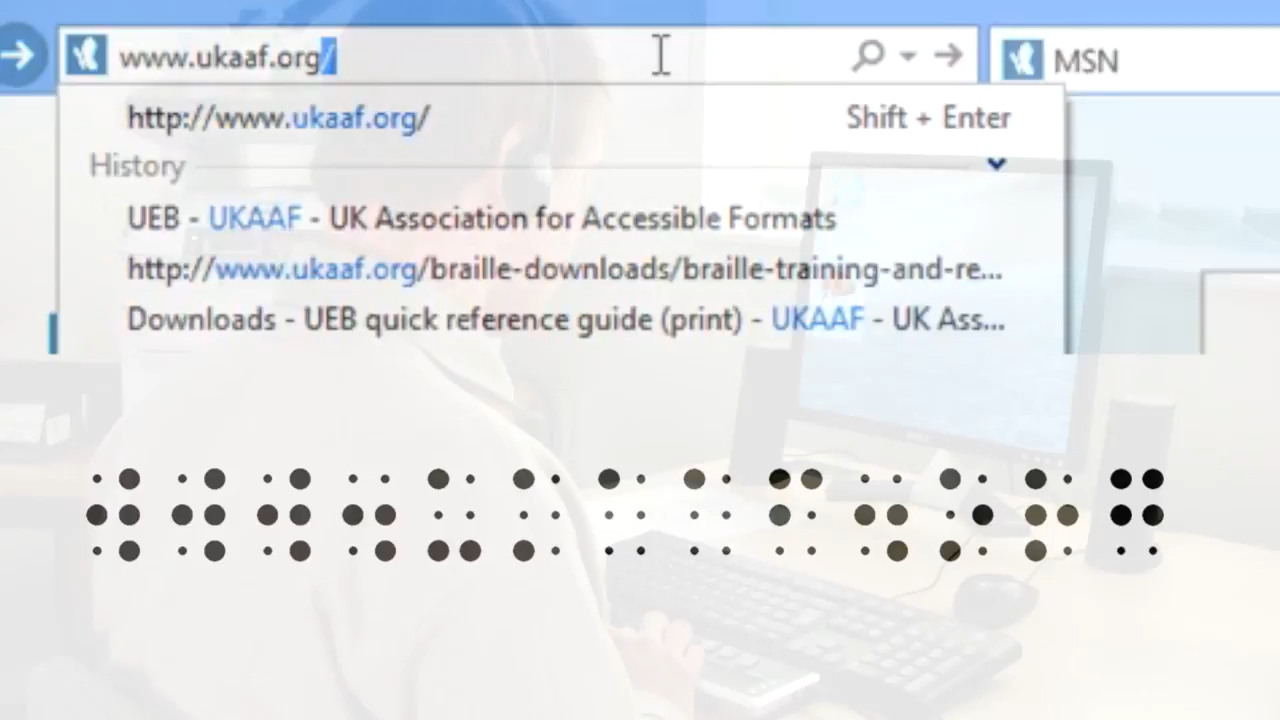 www.ukaaf.org/
MSN
http://www.ukaaf.org/ Shift + Enter
History
UEB - UKAAF - UK Association for Accessible Formats
http://www.ukaaf.org/braille-downloads/braille-training-and-re...
Downloads - UEB quick reference guide (print) - UKAAF - UK Ass...
⠺⠺⠺⠲⠥⠅⠁⠁⠋⠲⠕⠗⠛